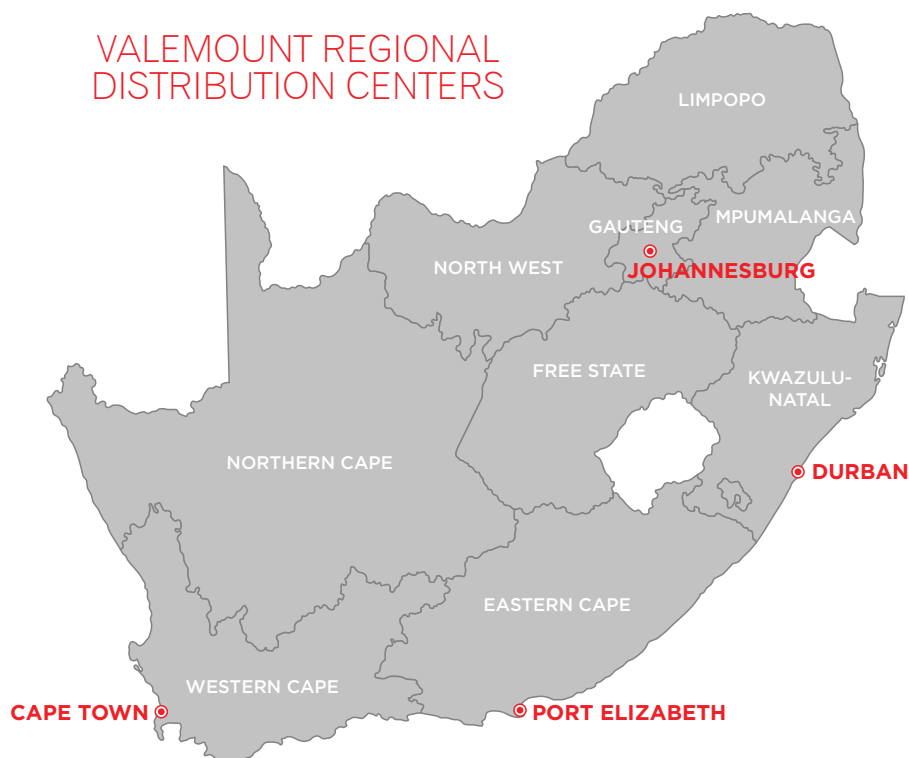 VALEMOUNT REGIONAL
DISTRIBUTION CENTERS
LIMPOPO
GAUTENG
MPUMALANGA
NORTH WEST
JOHANNESBURG
FREE STATE
KWAZULU-
NATAL
NORTHERN CAPE
DURBAN
EASTERN CAPE
WESTERN CAPE
CAPE TOWN
PORT ELIZABETH